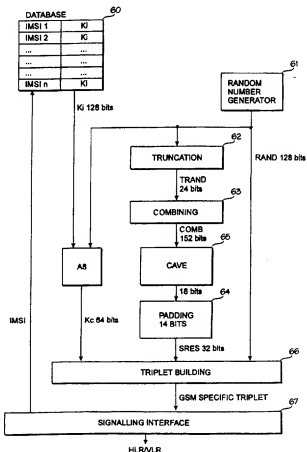 DATABASE
60
IMSI 1 Ki
IMSI 2 Ki
... ...
... ...
... ...
IMSI n Ki
61
RANDOM
NUMBER
GENERATOR
Ki 128 bits
62
TRUNCATION
RAND 128 bits
TRAND
24 bits
63
COMBINING
COMB
152 bits
65
A8
CAVE
18 bits
64
PADDING
14 BITS
IMSI
Kc 64 bits
SRES 32 bits
66
TRIPLET BUILDING
GSM SPECIFIC TRIPLET
67
SIGNALLING INTERFACE
HLR/VLR